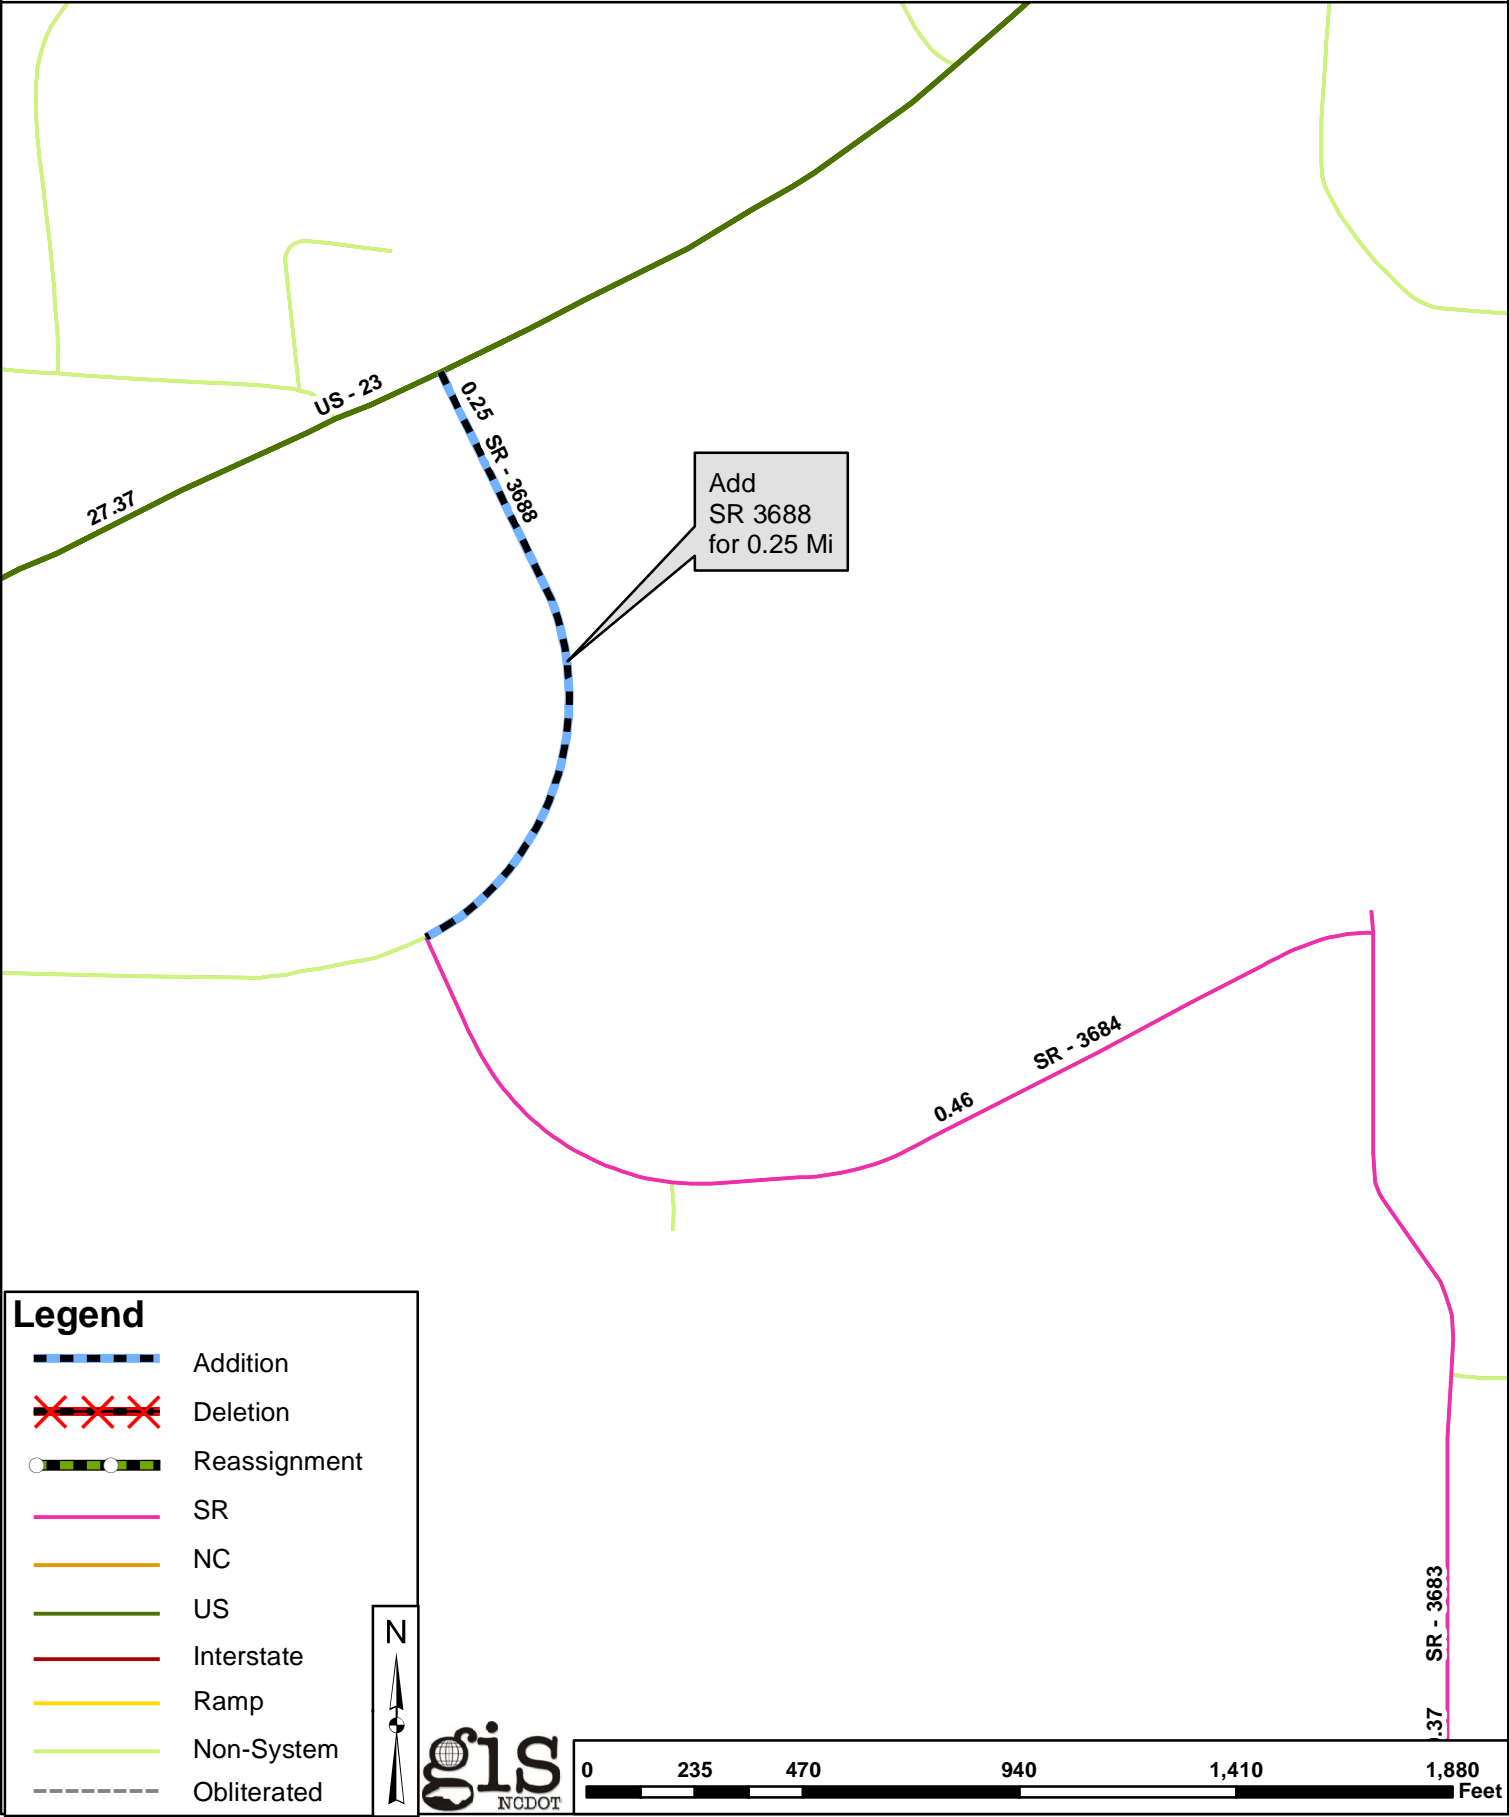 US - 23
27.37
0.25 SR - 3688
Add
SR 3688
for 0.25 Mi
SR - 3684
0.46
SR - 3683
.37
Legend
Addition
Deletion
Reassignment
SR
NC
US
Interstate
Ramp
Non-System
Obliterated
N
gis
NCDOT
0 235 470 940 1,410 1,880
Feet